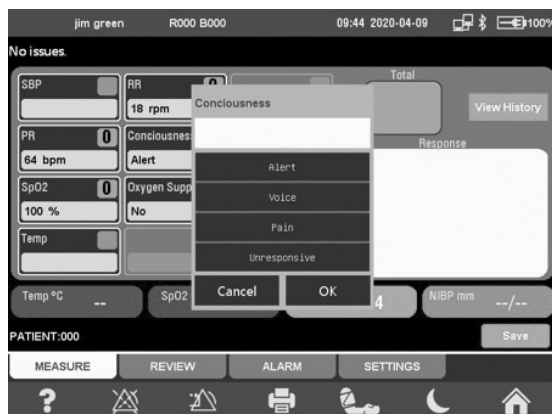 jim green R000 B000 09:44 2020-04-09 100%
No issues.
SBP RR 0 Total
18 rpm View History
PR 0 Conciousnes Response
64 bpm Alert
SpO2 0 Oxygen Supp
100 % No
Temp
Conciousness
Alert
Voice
Pain
Unresponsive
Cancel OK
Temp °C -- SpO2 4 NIBP mm --/--
PATIENT:000 Save
MEASURE REVIEW ALARM SETTINGS
?